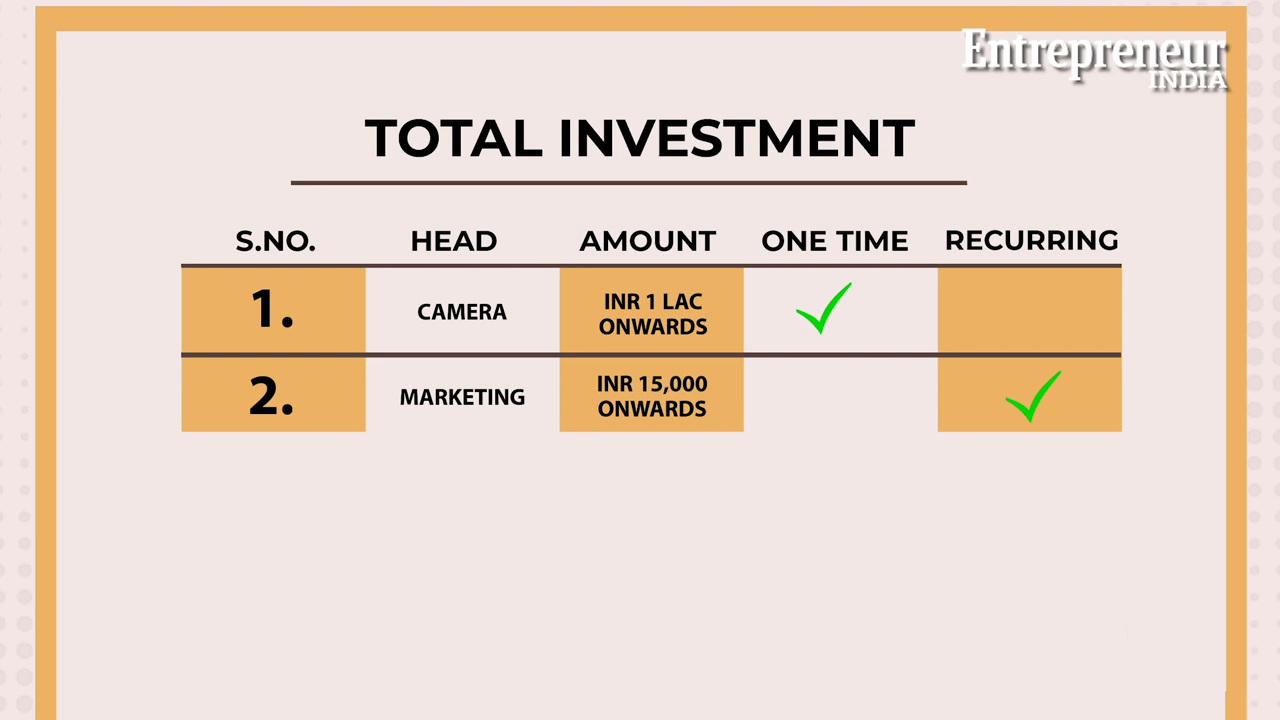 Entrepreneur
INDIA
TOTAL INVESTMENT
S.NO. HEAD AMOUNT ONE TIME RECURRING
1. CAMERA INR 1 LAC
ONWARDS
2. MARKETING INR 15,000
ONWARDS